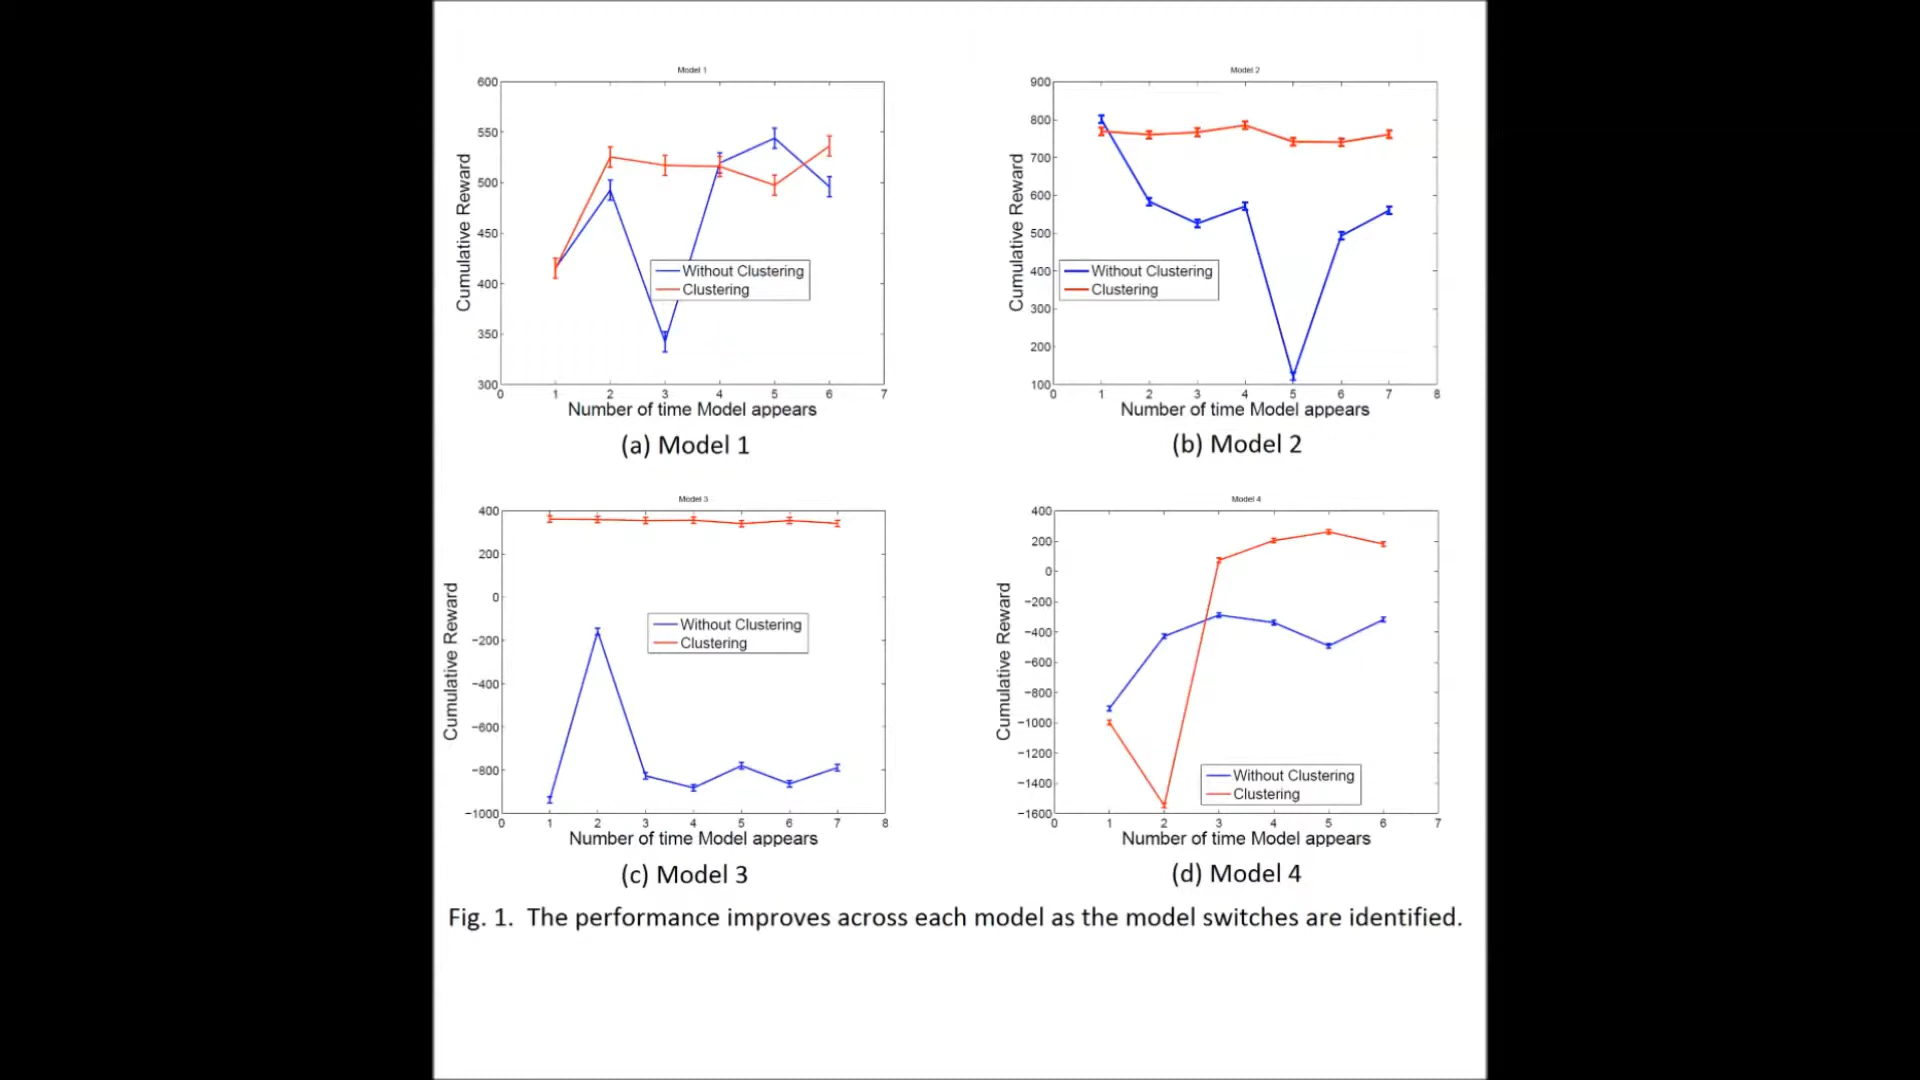 Model 1
600
550
500
450
400
350
300
0 1 2 3 4 5 6 7
Cumulative Reward
Without Clustering
Clustering
Number of time Model appears
(a) Model 1
Model 2
900
800
700
600
500
400
300
200
100
0 1 2 3 4 5 6 7 8
Cumulative Reward
Without Clustering
Clustering
Number of time Model appears
(b) Model 2
Model 3
400
200
0
−200
−400
−600
−800
−1000
0 1 2 3 4 5 6 7 8
Cumulative Reward
Without Clustering
Clustering
Number of time Model appears
(c) Model 3
Model 4
400
200
0
−200
−400
−600
−800
−1000
−1200
−1400
−1600
0 1 2 3 4 5 6 7
Cumulative Reward
Without Clustering
Clustering
Number of time Model appears
(d) Model 4
Fig. 1. The performance improves across each model as the model switches are identified.